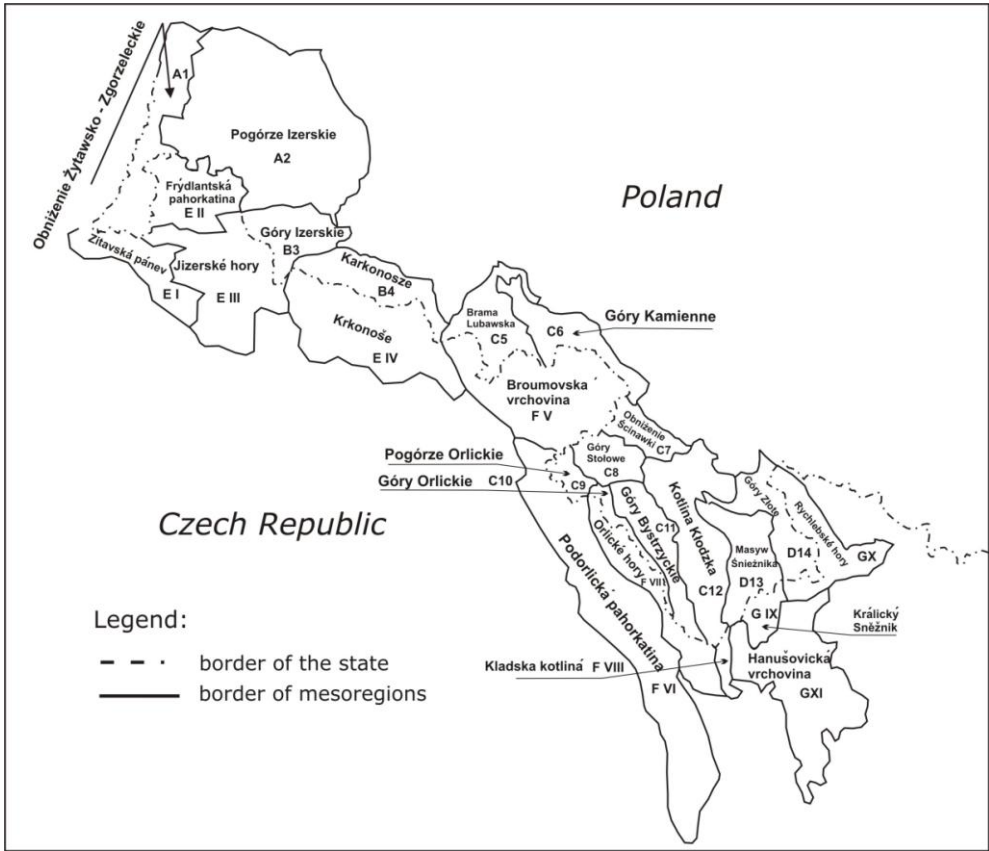 Obniżenie Żytawsko - Zgorzeleckie
A1
Pogórze Izerskie
A2
Poland
Frýdlantská
pahorkatina
E II
Góry Izerskie
B3
Žitavská pánev
E I
Jizerské hory
E III
Karkonosze
B4
Krkonoše
E IV
Brama
Lubawska
C5
C6
Góry Kamienne
Broumovska
vrchovina
F V
Obniżenie
Ścinawki C7
Pogórze Orlickie
Góry
Stołowe
C8
Góry Orlickie C10
C9
Góry Bystrzyckie
C11
Kotlina Kłodzka
C12
Góry Złote
Rychlebské hory
D14
GX
Czech Republic
Orlické hory
F VII
Masyw
Śnieżnika
D13
Podorlická pahorkatina
F VI
G IX
Králický
Sněžník
Legend:
border of the state
border of mesoregions
Kladska kotlina F VIII
Hanušovická
vrchovina
GXI